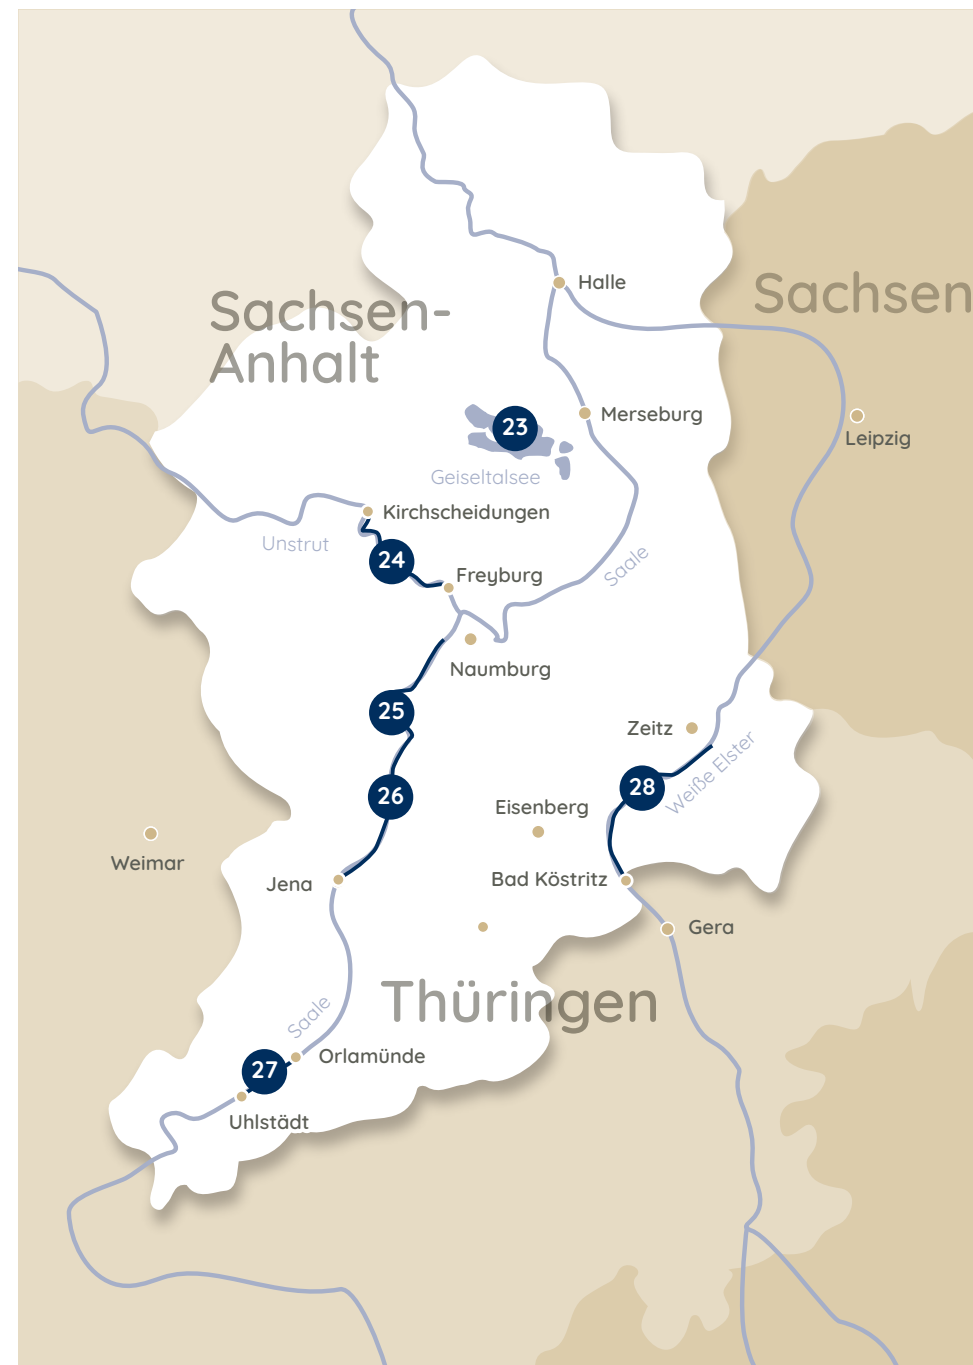 Halle
Sachsen
Sachsen-
Anhalt
Merseburg
Leipzig
23
Geiseltalsee
Kirchscheidungen
Unstrut
24
Saale
Freyburg
Naumburg
25
Zeitz
Weiße Elster
28
26
Eisenberg
Weimar
Jena
Bad Köstritz
Gera
Thüringen
Saale
Orlamünde
27
Uhlstädt